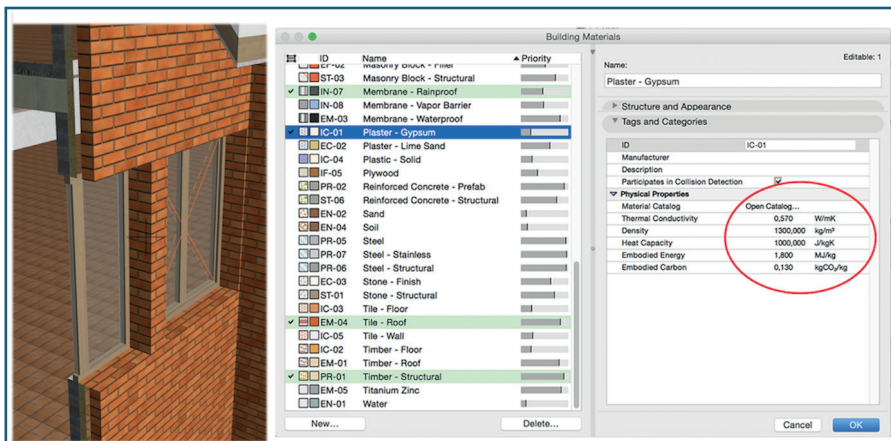 Building Materials
ID Name Priority
EF-02 Masonry Block - Filler
ST-03 Masonry Block - Structural
IN-07 Membrane - Rainproof
IN-08 Membrane - Vapor Barrier
EM-03 Membrane - Waterproof
IC-01 Plaster - Gypsum
EC-02 Plaster - Lime Sand
IC-04 Plastic - Solid
IF-05 Plywood
PR-02 Reinforced Concrete - Prefab
ST-06 Reinforced Concrete - Structural
EN-02 Sand
EN-04 Soil
PR-05 Steel
PR-07 Steel - Stainless
PR-06 Steel - Structural
EC-03 Stone - Finish
ST-01 Stone - Structural
IC-03 Tile - Floor
EM-04 Tile - Roof
IC-05 Tile - Wall
IC-02 Timber - Floor
EM-01 Timber - Roof
PR-01 Timber - Structural
EM-05 Titanium Zinc
EN-01 Water
New... Delete...
Editable: 1
Name:
Plaster - Gypsum
Structure and Appearance
Tags and Categories
ID IC-01
Manufacturer
Description
Participates in Collision Detection
Physical Properties
Material Catalog Open Catalog...
Thermal Conductivity 0,570 W/mK
Density 1300,000 kg/m³
Heat Capacity 1000,000 J/kgK
Embodied Energy 1,800 MJ/kg
Embodied Carbon 0,130 kgCO₂/kg
Cancel OK